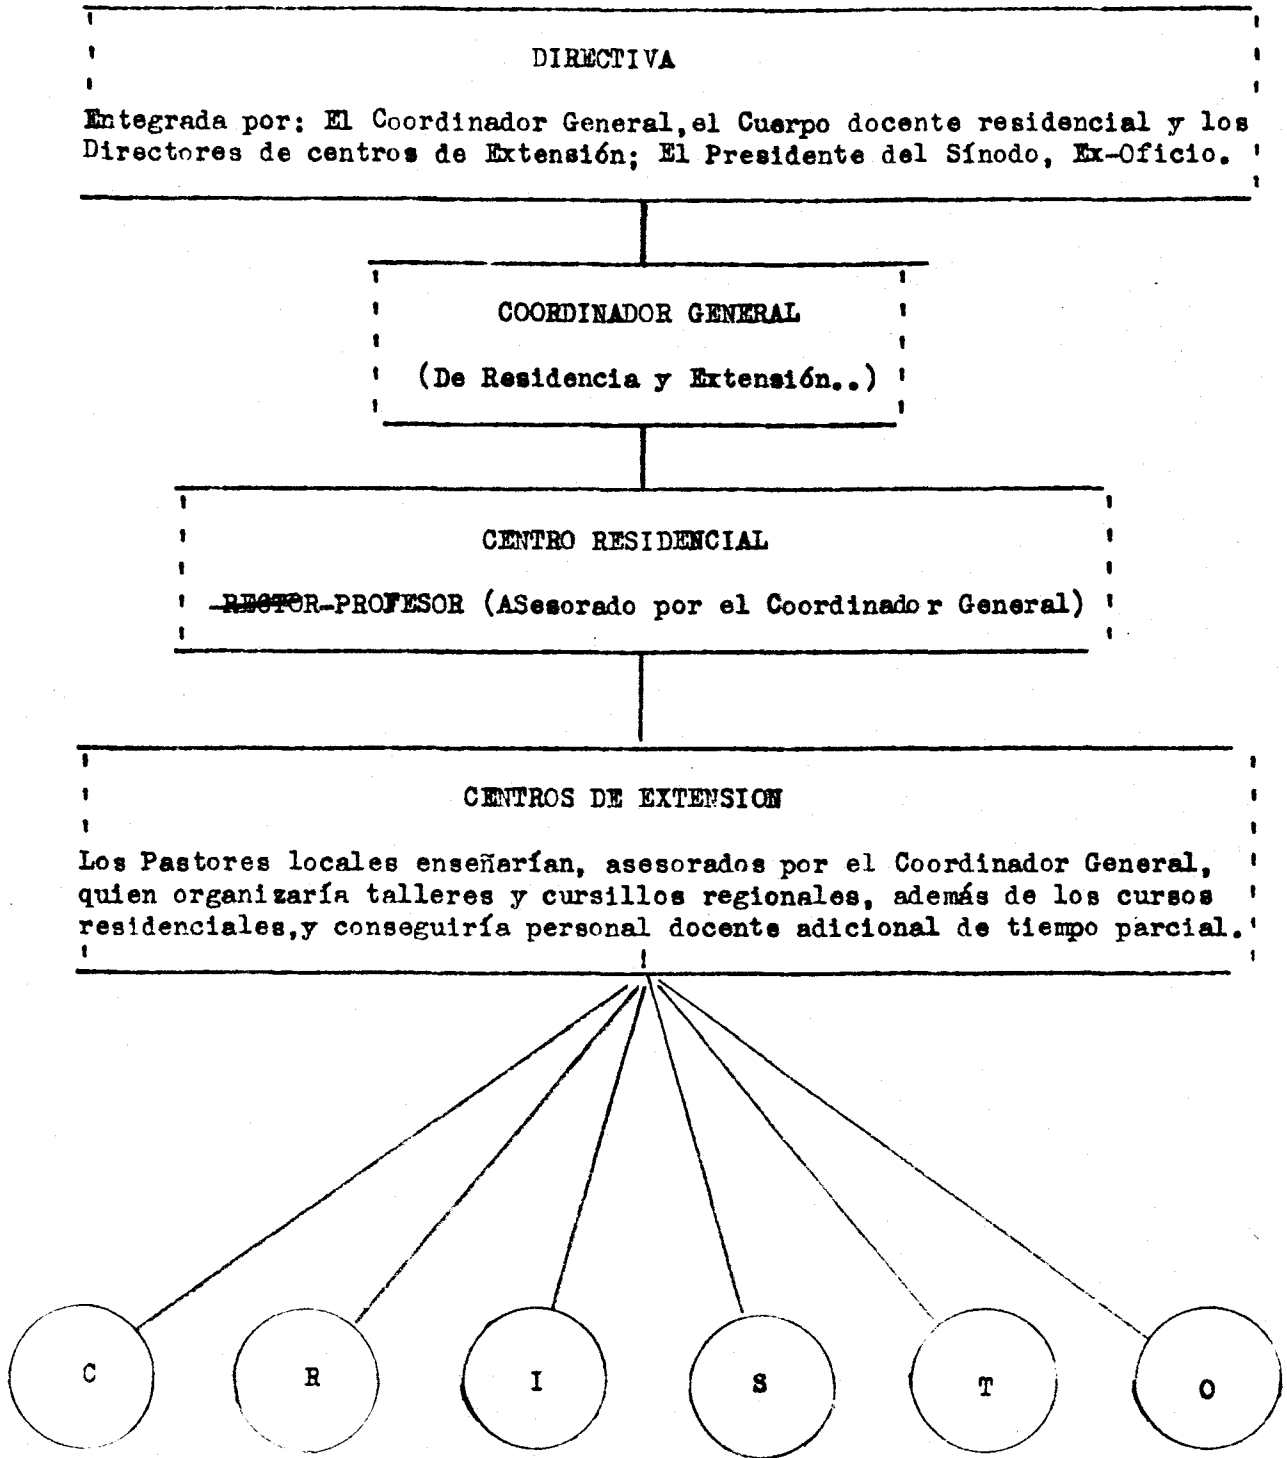 DIRECTIVA
Entegrada por: El Coordinador General,el Cuerpo docente residencial y los
Directores de centros de Extensión; El Presidente del Sínodo, Ex-Oficio.
COORDINADOR GENERAL
(De Residencia y Extensión..)
CENTRO RESIDENCIAL
-RECTOR-PROFESOR (ASesorado por el Coordinador General)
CENTROS DE EXTENSION
Los Pastores locales enseñarían, asesorados por el Coordinador General,
quien organizaría talleres y cursillos regionales, además de los cursos
residenciales,y conseguiría personal docente adicional de tiempo parcial.
C R I S T O